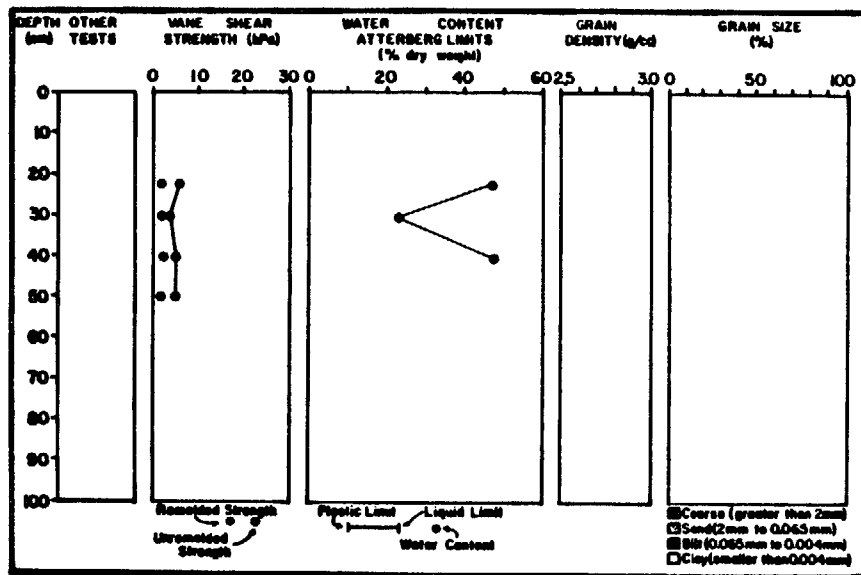 DEPTH OTHER VANE SHEAR WATER CONTENT GRAIN GRAIN SIZE
(cm) TESTS STRENGTH (kPa) ATTERBERG LIMITS DENSITY (g/cc) (%)
(% dry weight)
0 10 20 30 0 20 40 60 2.5 3.0 0 50 100
0
10
20
30
40
50
60
70
80
90
100
Remolded Strength
Unremolded
Strength
Plastic Limit Liquid Limit
Water Content
Coarse (greater than 2mm)
Sand (2mm to 0.065mm)
Silt (0.065mm to 0.004mm)
Clay (smaller than 0.004mm)